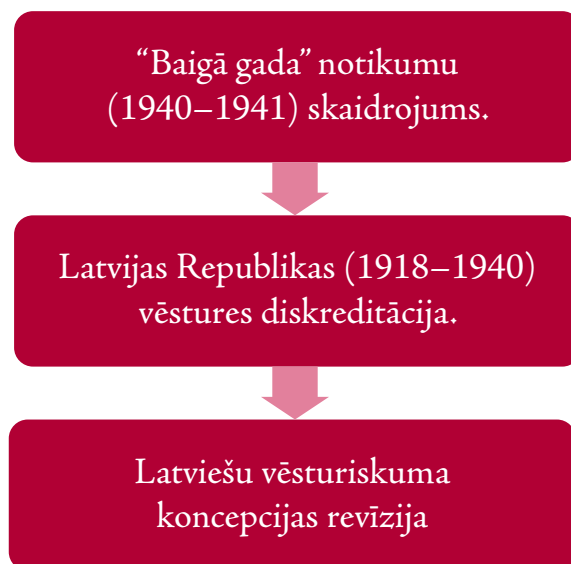 “Baigā gada” notikumu
(1940–1941) skaidrojums.
Latvijas Republikas (1918–1940)
vēstures diskreditācija.
Latviešu vēsturiskuma
koncepcijas revīzija